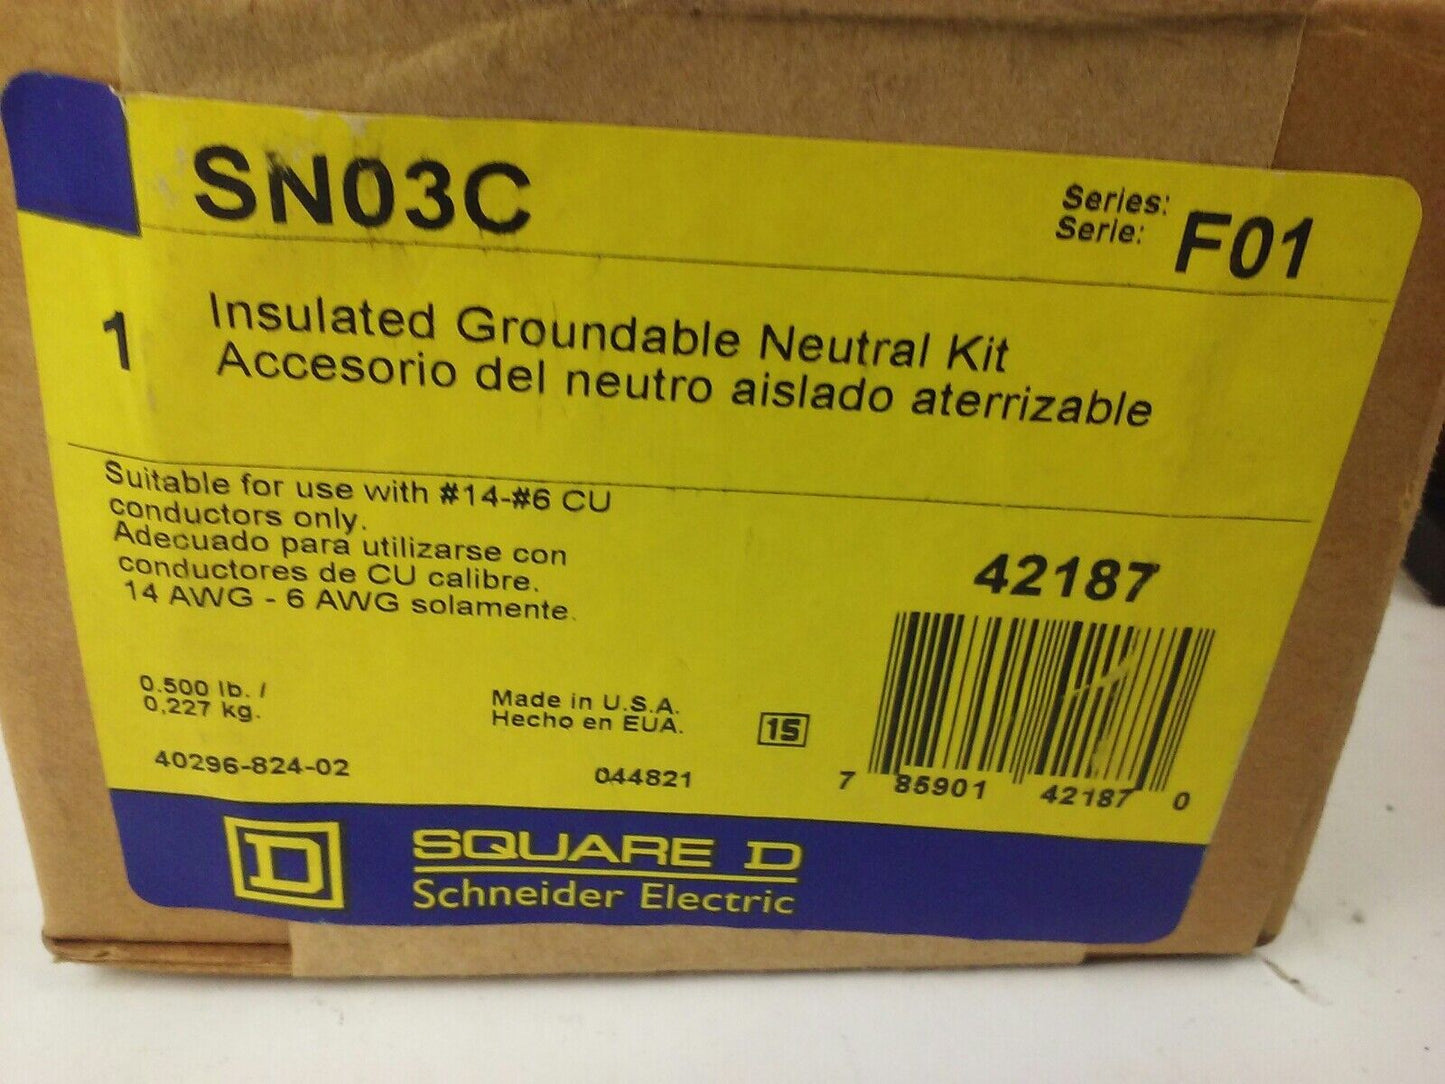 SN03C
Series:
Serie:
F01
1
Insulated Groundable Neutral Kit
Accesorio del neutro aislado aterrizable
Suitable for use with #14-#6 CU
conductors only.
Adecuado para utilizarse con
conductores de CU calibre.
14 AWG - 6 AWG solamente.
42187
0.500 lb. /
0,227 kg.
Made in U.S.A.
Hecho en EUA.
15
40296-824-02
044821
7 85901 42187 0
D
SQUARE D
Schneider Electric